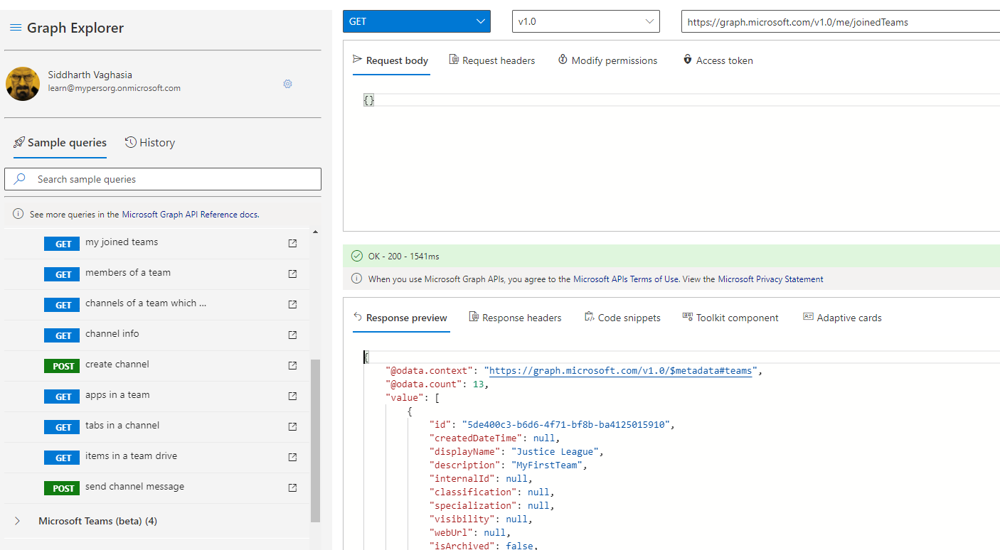 Graph Explorer
Siddharth Vaghasia
learn@mypersorg.onmicrosoft.com
Sample queries
History
Search sample queries
See more queries in the Microsoft Graph API Reference docs.
GET my joined teams
GET members of a team
GET channels of a team which ...
GET channel info
POST create channel
GET apps in a team
GET tabs in a channel
GET items in a team drive
POST send channel message
Microsoft Teams (beta) (4)
GET
v1.0
https://graph.microsoft.com/v1.0/me/joinedTeams
Request body
Request headers
Modify permissions
Access token
{}
OK - 200 - 1541ms
When you use Microsoft Graph APIs, you agree to the Microsoft APIs Terms of Use. View the Microsoft Privacy Statement
Response preview
Response headers
Code snippets
Toolkit component
Adaptive cards
{
"@odata.context": "https://graph.microsoft.com/v1.0/$metadata#teams",
"@odata.count": 13,
"value": [
{
"id": "5de400c3-b6d6-4f71-bf8b-ba4125015910",
"createdDateTime": null,
"displayName": "Justice League",
"description": "MyFirstTeam",
"internalId": null,
"classification": null,
"specialization": null,
"visibility": null,
"webUrl": null,
"isArchived": false,